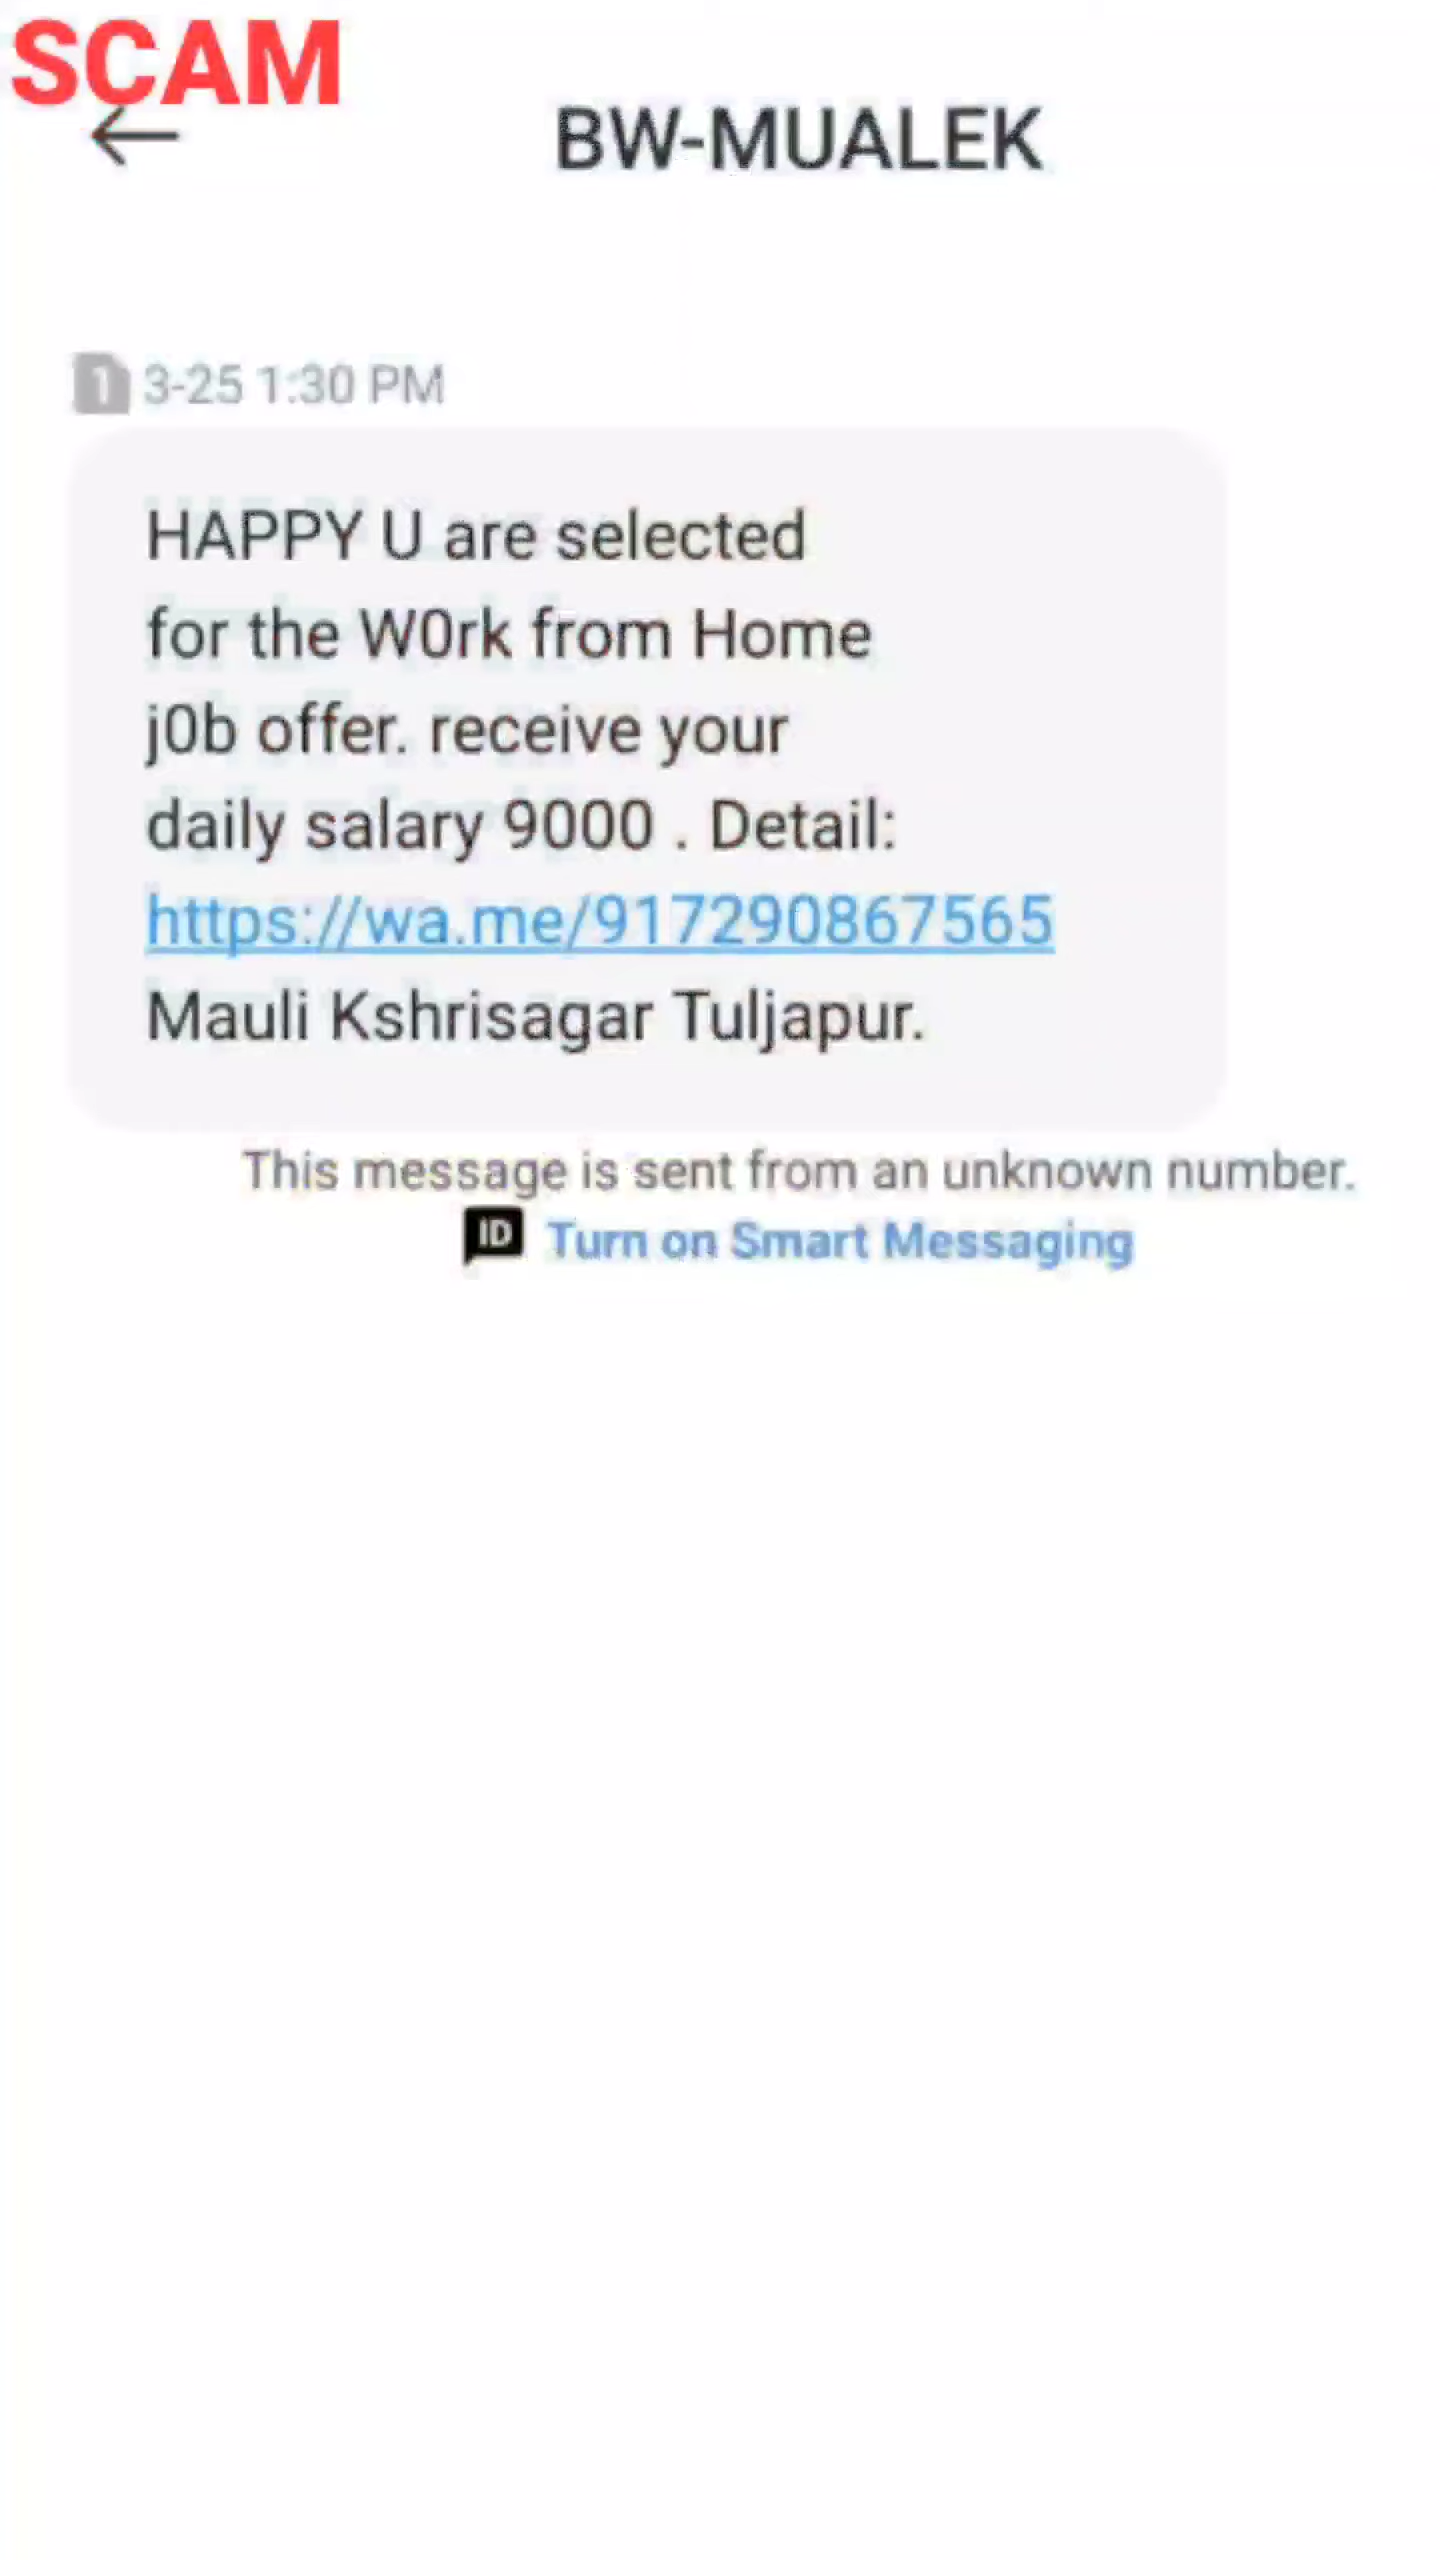 SCAM
BW-MUALEK
1 3-25 1:30 PM
HAPPY U are selected
for the W0rk from Home
j0b offer. receive your
daily salary 9000 . Detail:
https://wa.me/917290867565
Mauli Kshrisagar Tuljapur.
This message is sent from an unknown number.
ID Turn on Smart Messaging